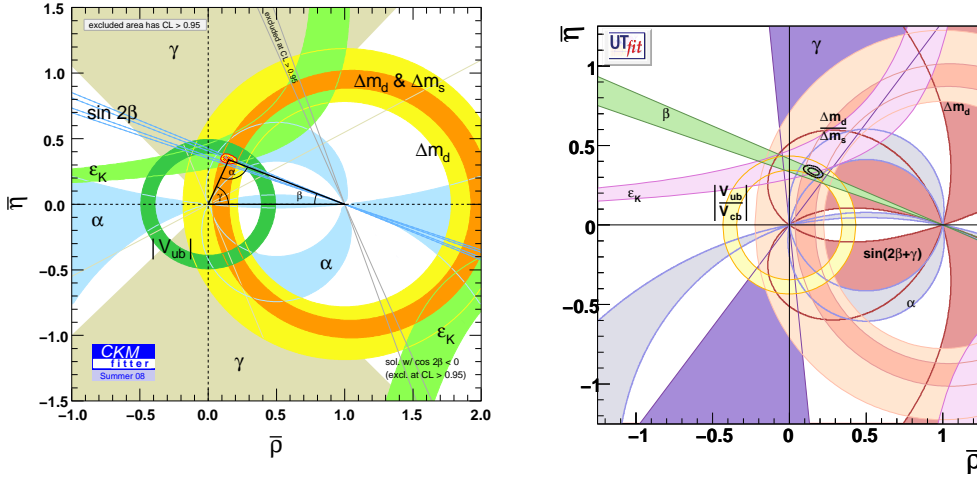 excluded area has CL > 0.95
excluded at CL > 0.95
γ
Δm_d & Δm_s
sin 2β
Δm_d
ε_K
α
γ
β
α
|V_ub|
α
ε_K
γ
sol. w/ cos 2β < 0
(excl. at CL > 0.95)
CKM
fitter
Summer 08
1.5
1.0
0.5
0.0
-0.5
-1.0
-1.5
η̄
-1.0
-0.5
0.0
0.5
1.0
1.5
2.0
ρ̄
η̄
UTfit
γ
Δm_d
Δm_d
Δm_s
β
ε_K
|V_ub
V_cb|
sin(2β+γ)
α
1
0.5
0
-0.5
-1
-1
-0.5
0
0.5
1
ρ̄